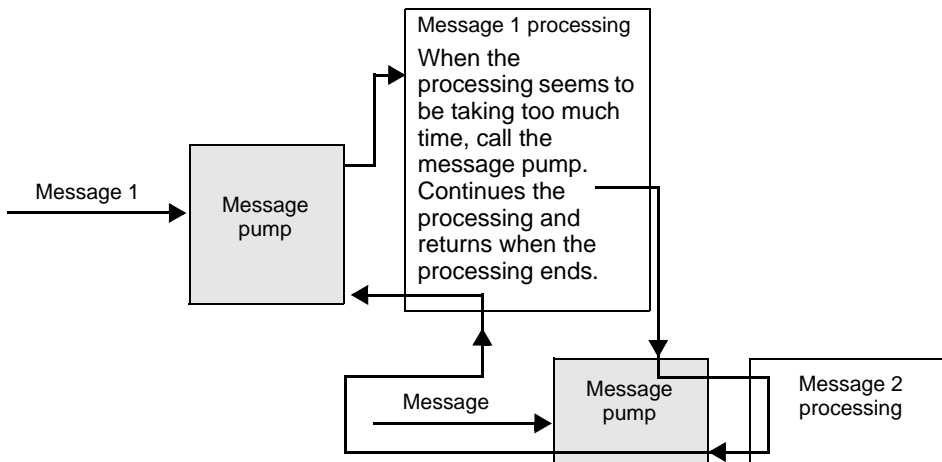 Message 1 processing
When the
processing seems to
be taking too much
time, call the
message pump.
Continues the
processing and
returns when the
processing ends.
Message 1
Message
pump
Message
Message
pump
Message 2
processing